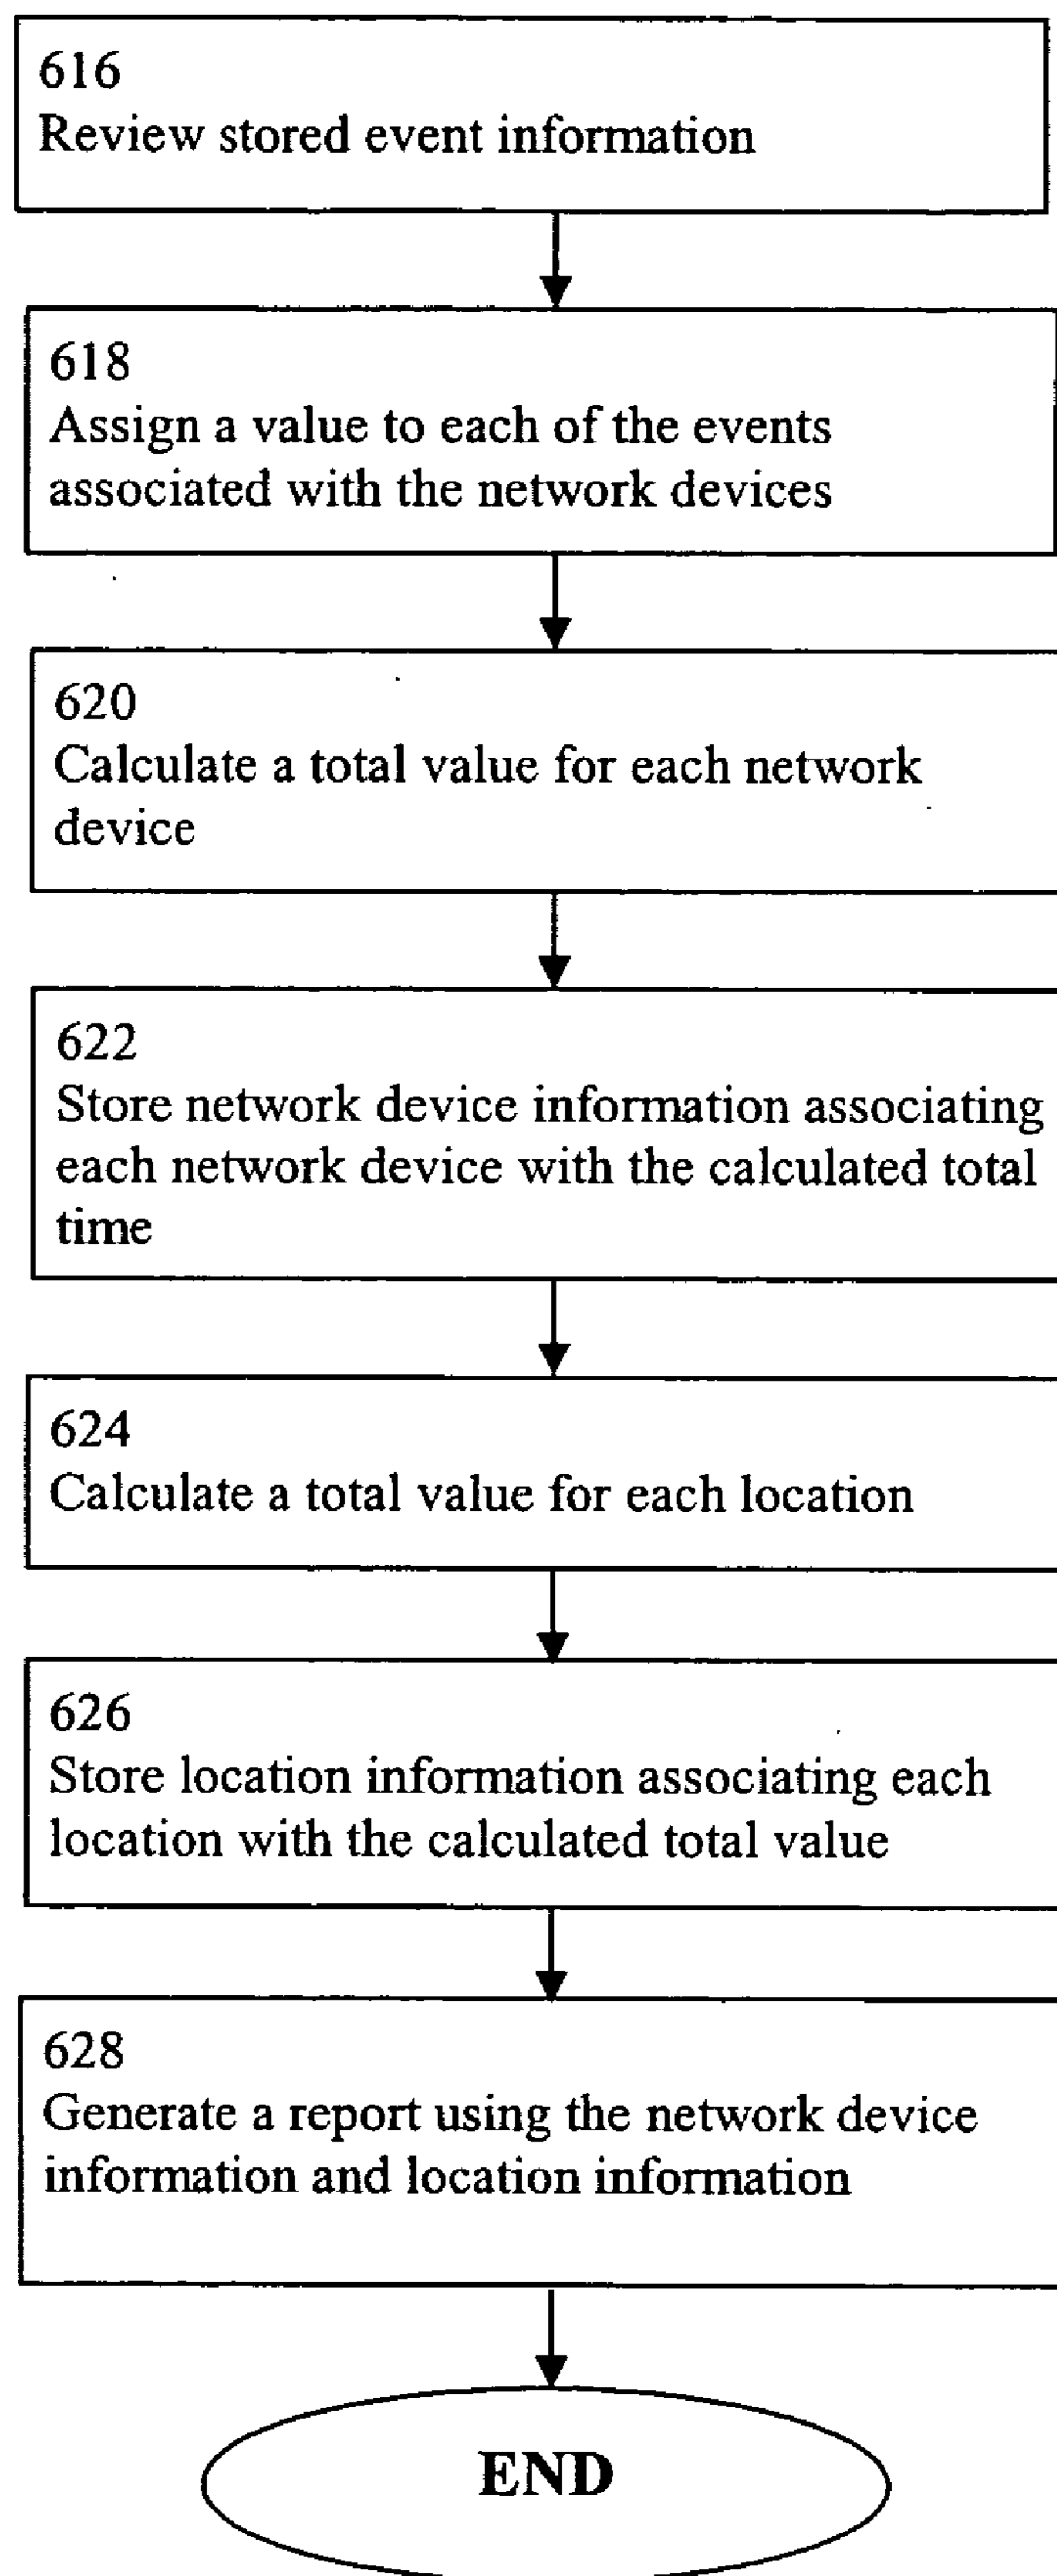 616
Review stored event information
618
Assign a value to each of the events
associated with the network devices
620
Calculate a total value for each network
device
622
Store network device information associating
each network device with the calculated total
time
624
Calculate a total value for each location
626
Store location information associating each
location with the calculated total value
628
Generate a report using the network device
information and location information
END